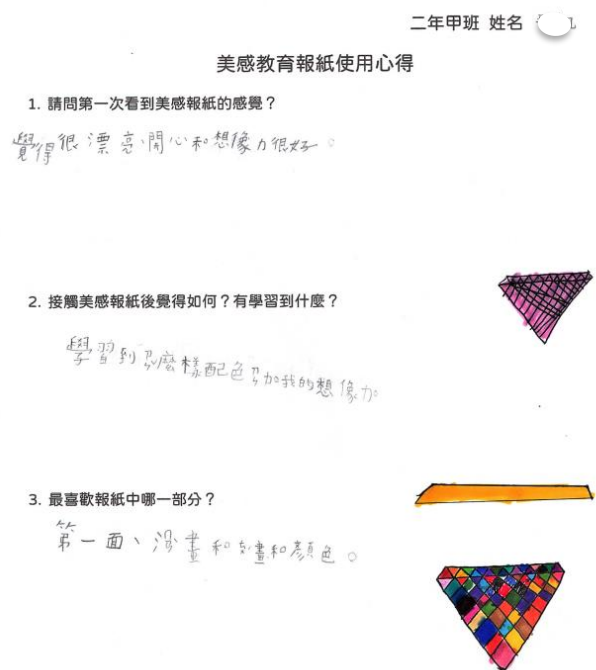 二年甲班 姓名
美感教育報紙使用心得
1. 請問第一次看到美感報紙的感覺？
覺得很漂亮、開心和想像力很好。
2. 接觸美感報紙後覺得如何？有學習到什麼？
學習到ㄗㄣ麼樣配色ㄗㄥ加我的想像力。
3. 最喜歡報紙中哪一部分？
第一面、畫和畫和顏色。